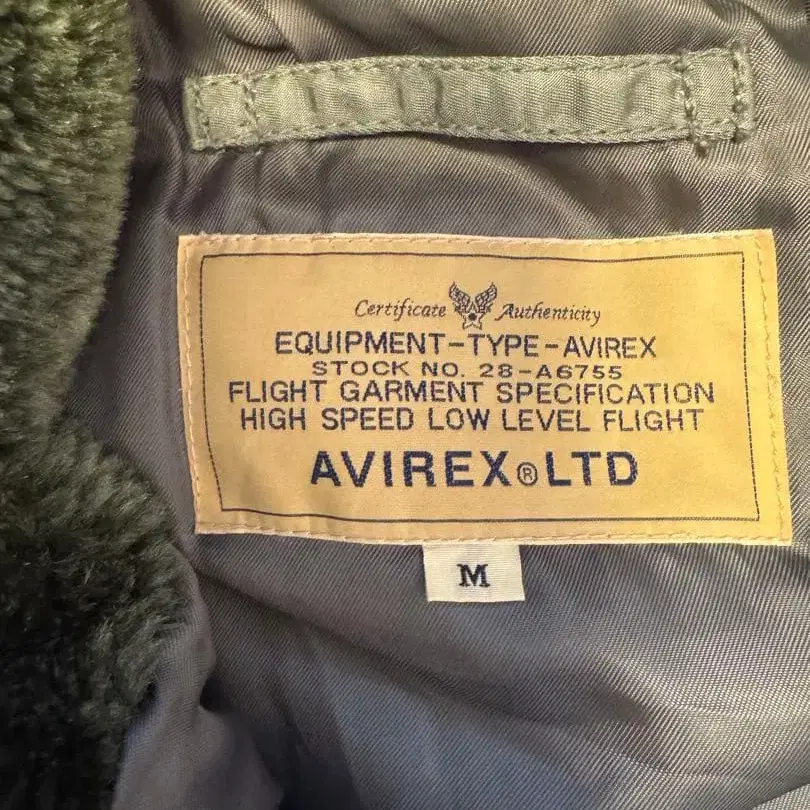 Certificate Authenticity
EQUIPMENT-TYPE-AVIREX
STOCK NO. 28-A6755
FLIGHT GARMENT SPECIFICATION
HIGH SPEED LOW LEVEL FLIGHT
AVIREX®LTD
M